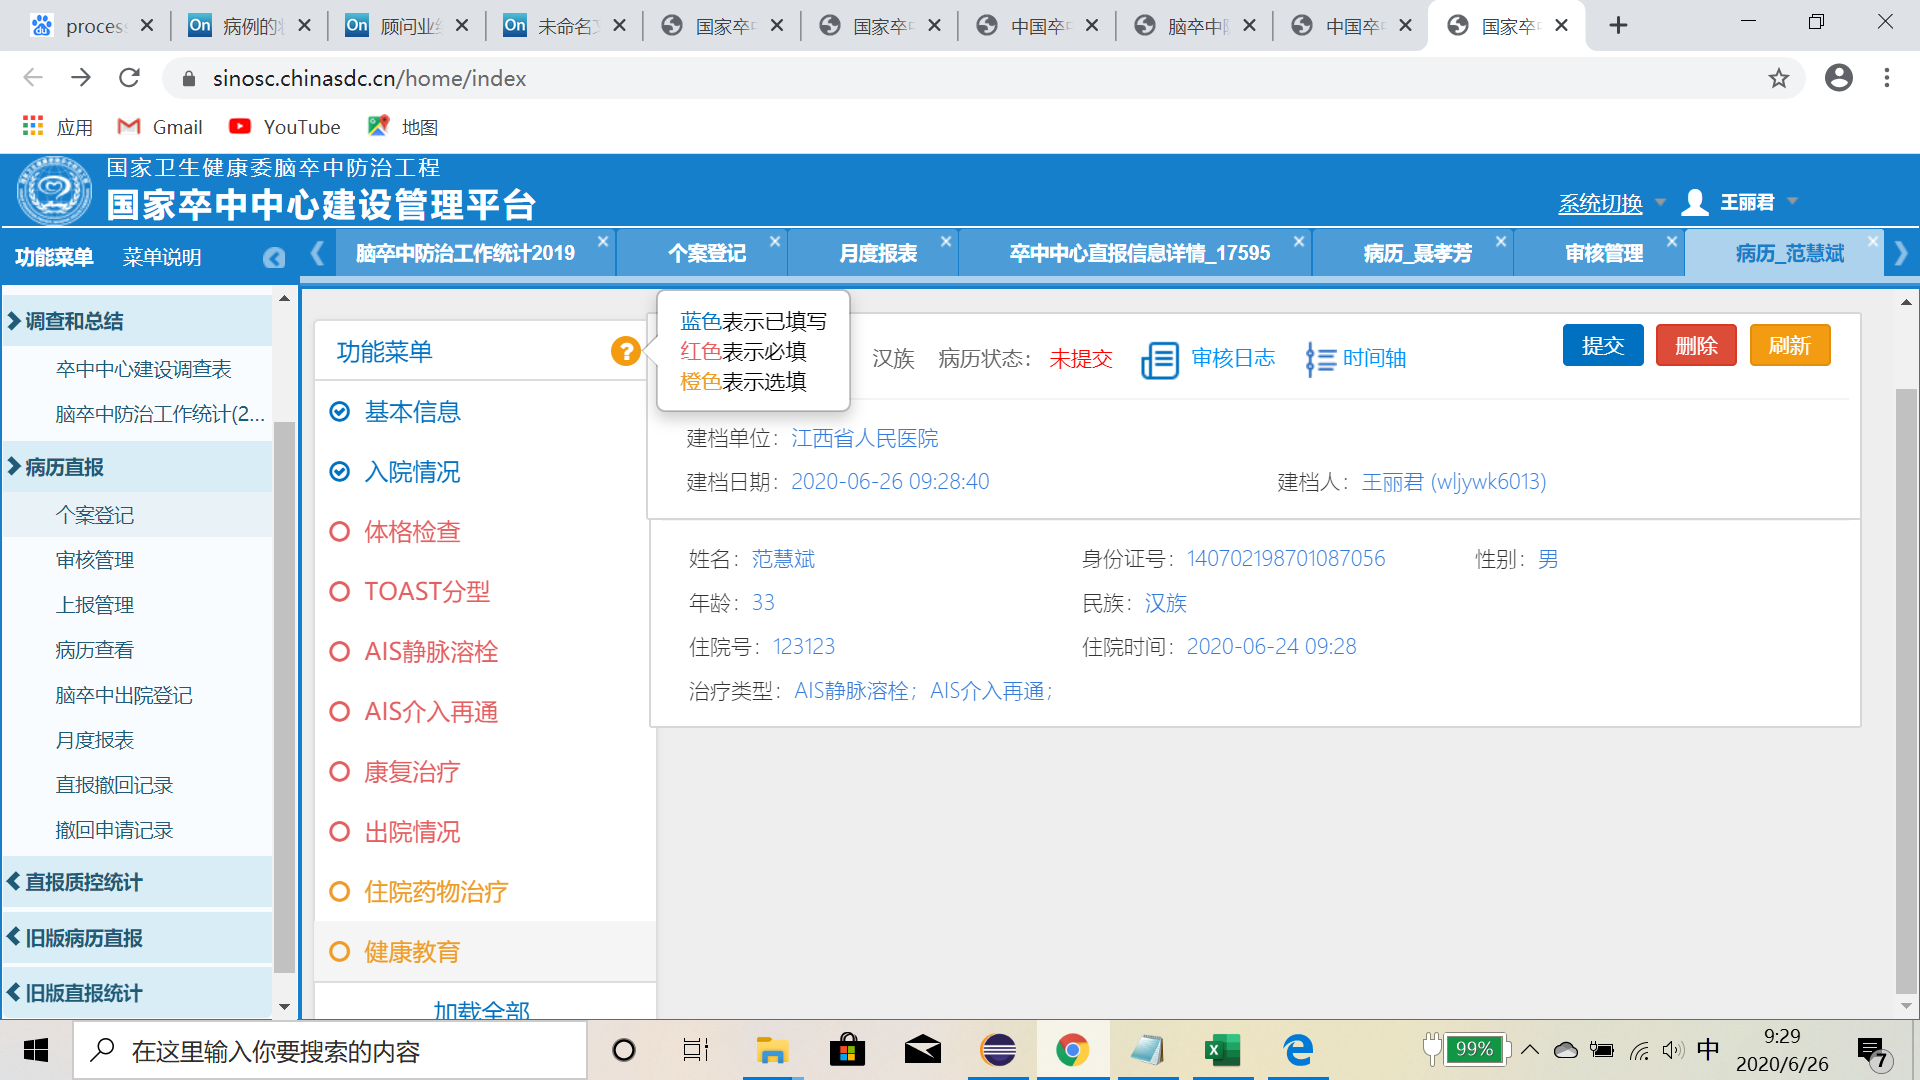 process
病例的
顾问业
未命名
国家卒
国家卒
中国卒
脑卒中
中国卒
国家卒
sinosc.chinasdc.cn/home/index
应用 Gmail YouTube 地图
国家卫生健康委脑卒中防治工程
国家卒中中心建设管理平台
系统切换 王丽君
功能菜单 菜单说明
脑卒中防治工作统计2019 个案登记 月度报表 卒中中心直报信息详情_17595 病历_聂孝芳 审核管理 病历_范慧斌
调查和总结
卒中中心建设调查表
脑卒中防治工作统计(2...
病历直报
个案登记
审核管理
上报管理
病历查看
脑卒中出院登记
月度报表
直报撤回记录
撤回申请记录
直报质控统计
旧版病历直报
旧版直报统计
功能菜单 ?
基本信息
入院情况
体格检查
TOAST分型
AIS静脉溶栓
AIS介入再通
康复治疗
出院情况
住院药物治疗
健康教育
加载全部
蓝色表示已填写
红色表示必填
橙色表示选填
汉族 病历状态： 未提交 审核日志 时间轴 提交 删除 刷新
建档单位： 江西省人民医院
建档日期： 2020-06-26 09:28:40 建档人： 王丽君 (wljywk6013)
姓名： 范慧斌 身份证号： 140702198701087056 性别： 男
年龄： 33 民族： 汉族
住院号： 123123 住院时间： 2020-06-24 09:28
治疗类型： AIS静脉溶栓；AIS介入再通；
在这里输入你要搜索的内容
99%
中
9:29
2020/6/26
7